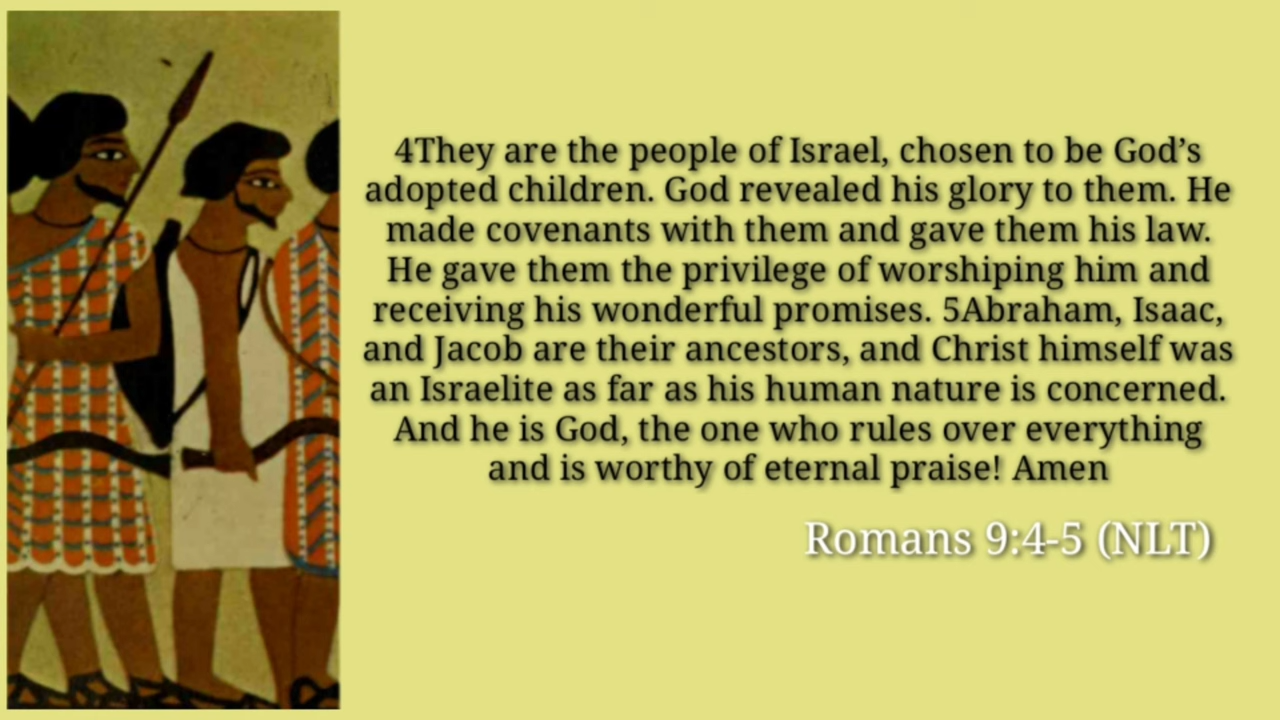 4They are the people of Israel, chosen to be God’s
adopted children. God revealed his glory to them. He
made covenants with them and gave them his law.
He gave them the privilege of worshiping him and
receiving his wonderful promises. 5Abraham, Isaac,
and Jacob are their ancestors, and Christ himself was
an Israelite as far as his human nature is concerned.
And he is God, the one who rules over everything
and is worthy of eternal praise! Amen
Romans 9:4-5 (NLT)